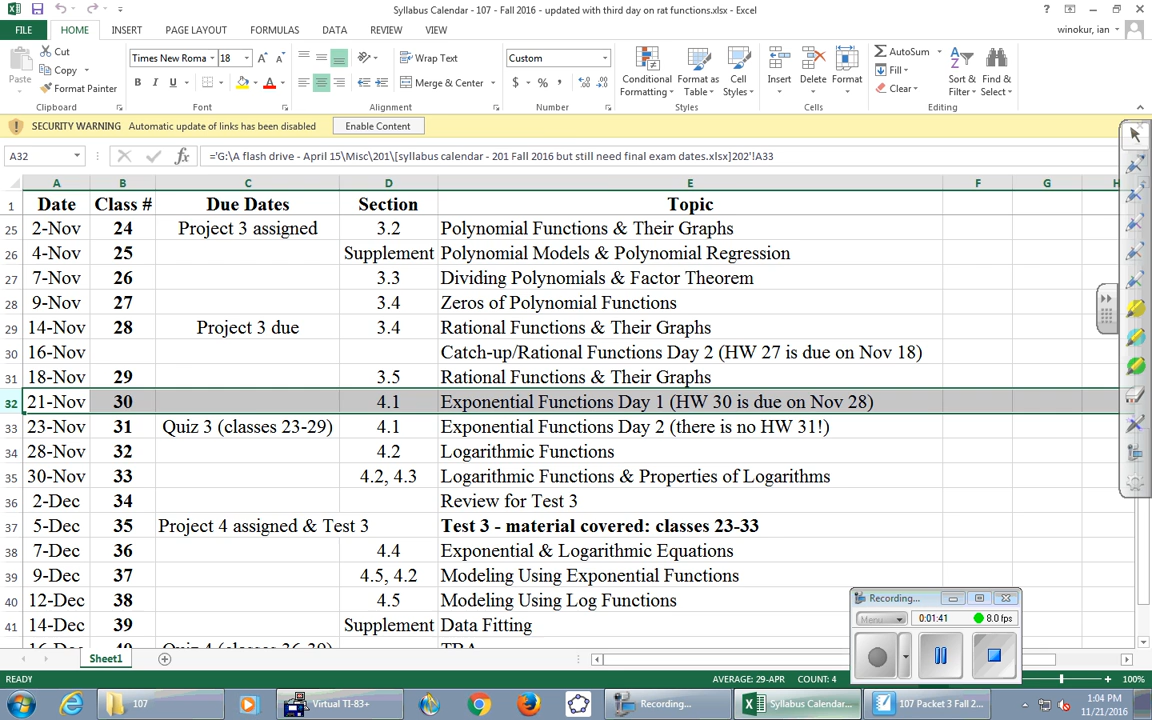 Syllabus Calendar - 107 - Fall 2016 - updated with third day on rat functions.xlsx - Excel
FILE HOME INSERT PAGE LAYOUT FORMULAS DATA REVIEW VIEW winokur, ian
Paste Cut Copy Format Painter Clipboard
Times New Roma 18 B I U A Font
Wrap Text Merge & Center Alignment
Custom $ % , Number
Conditional Formatting Format as Table Cell Styles Styles
Insert Delete Format Cells
AutoSum Fill Clear Sort & Filter Find & Select Editing
SECURITY WARNING Automatic update of links has been disabled Enable Content
A32 fx ='G:\A flash drive - April 15\Misc\201\[syllabus calendar - 201 Fall 2016 but still need final exam dates.xlsx]202'!A33
A B C D E F G H
1 Date Class # Due Dates Section Topic
25 2-Nov 24 Project 3 assigned 3.2 Polynomial Functions & Their Graphs
26 4-Nov 25 Supplement Polynomial Models & Polynomial Regression
27 7-Nov 26 3.3 Dividing Polynomials & Factor Theorem
28 9-Nov 27 3.4 Zeros of Polynomial Functions
29 14-Nov 28 Project 3 due 3.4 Rational Functions & Their Graphs
30 16-Nov Catch-up/Rational Functions Day 2 (HW 27 is due on Nov 18)
31 18-Nov 29 3.5 Rational Functions & Their Graphs
32 21-Nov 30 4.1 Exponential Functions Day 1 (HW 30 is due on Nov 28)
33 23-Nov 31 Quiz 3 (classes 23-29) 4.1 Exponential Functions Day 2 (there is no HW 31!)
34 28-Nov 32 4.2 Logarithmic Functions
35 30-Nov 33 4.2, 4.3 Logarithmic Functions & Properties of Logarithms
36 2-Dec 34 Review for Test 3
37 5-Dec 35 Project 4 assigned & Test 3 Test 3 - material covered: classes 23-33
38 7-Dec 36 4.4 Exponential & Logarithmic Equations
39 9-Dec 37 4.5, 4.2 Modeling Using Exponential Functions
40 12-Dec 38 4.5 Modeling Using Log Functions
41 14-Dec 39 Supplement Data Fitting
16-Dec 40 Quiz 4 (classes 36-39) TBA
Recording...
Menu 0:01:41 8.0 fps
Sheet1
READY AVERAGE: 29-APR COUNT: 4 100%
107 Virtual TI-83+ Recording... Syllabus Calendar... 107 Packet 3 Fall 2... 1:04 PM
11/21/2016